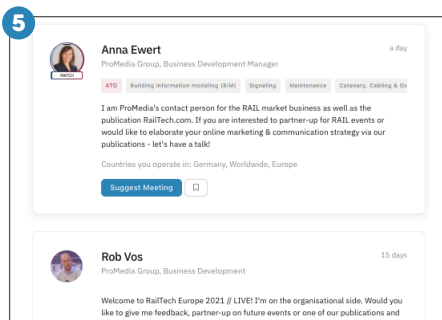 5
Anna Ewert
a day
ProMedia Group, Business Development Manager
MATCH
ATO Building information modeling (BIM) Signaling Maintenance Catenary, Cabling & Ov
I am ProMedia's contact person for the RAIL market business as well as the
publication RailTech.com. If you are interested to partner-up for RAIL events or
would like to elaborate your online marketing & communication strategy via our
publications - let's have a talk!
Countries you operate in: Germany, Worldwide, Europe
Suggest Meeting
Rob Vos
15 days
ProMedia Group, Business Development
Welcome to RailTech Europe 2021 // LIVE! I'm on the organisational side. Would you
like to give me feedback, partner-up on future events or one of our publications and